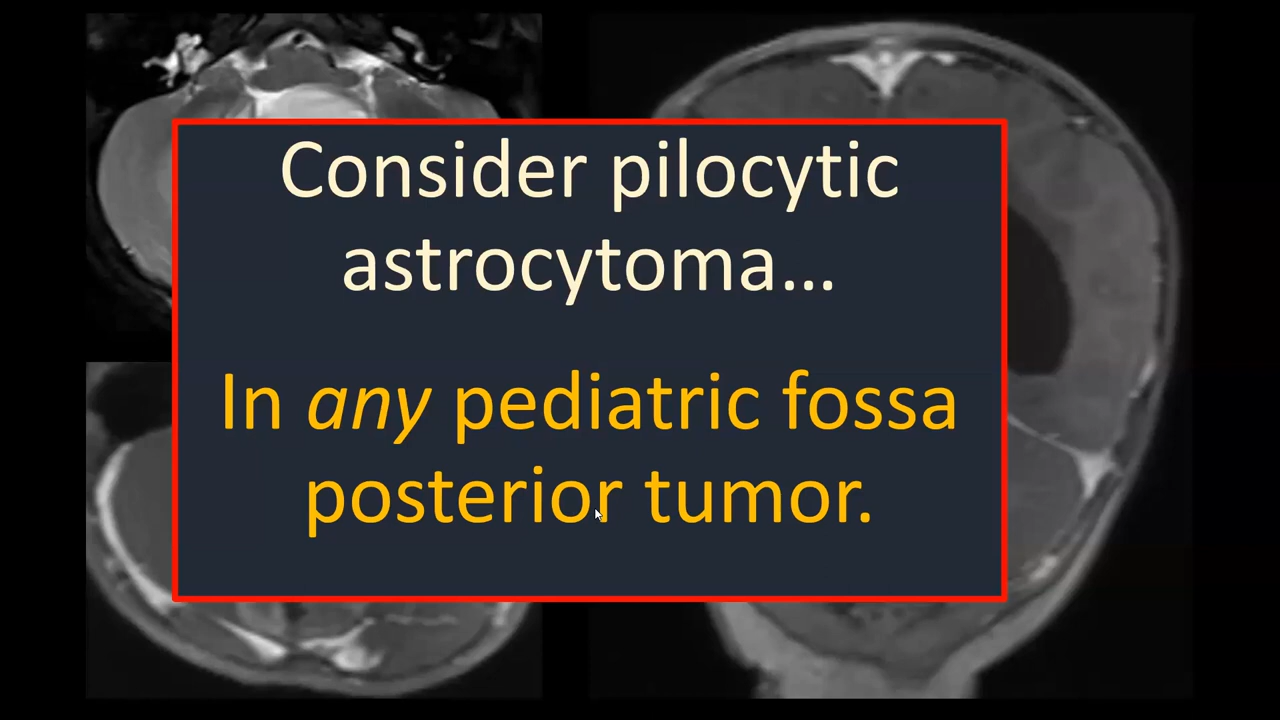 Consider pilocytic
astrocytoma...
In any pediatric fossa
posterior tumor.